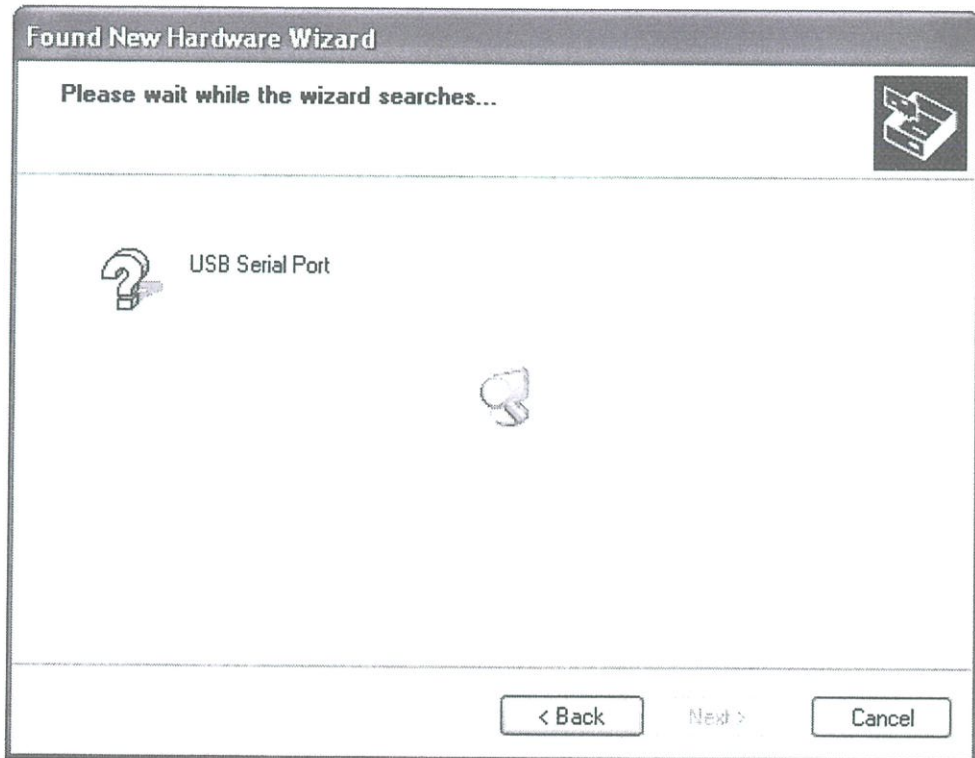 Found New Hardware Wizard
Please wait while the wizard searches...
USB Serial Port
< Back
Next >
Cancel